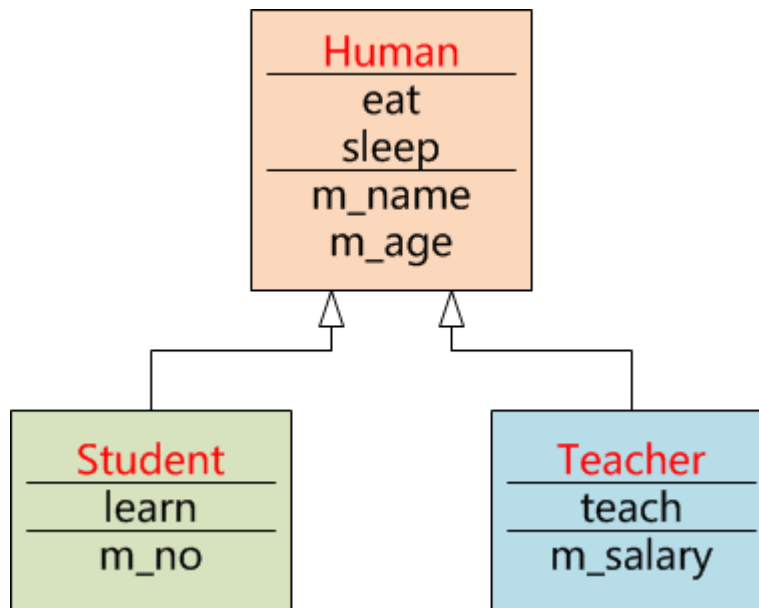 Human
eat
sleep
m_name
m_age
Student
learn
m_no
Teacher
teach
m_salary